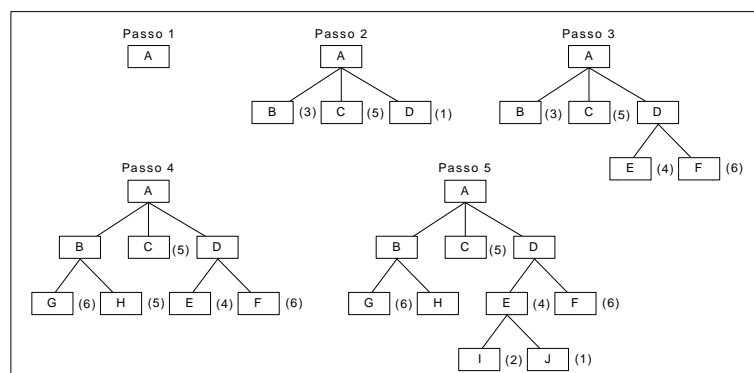 Passo 1 Passo 2 Passo 3
A A A
B (3) C (5) D (1) B (3) C (5) D
E (4) F (6)
Passo 4 Passo 5
A A
B C (5) D B C (5) D
G (6) H (5) E (4) F (6) G (6) H E (4) F (6)
I (2) J (1)